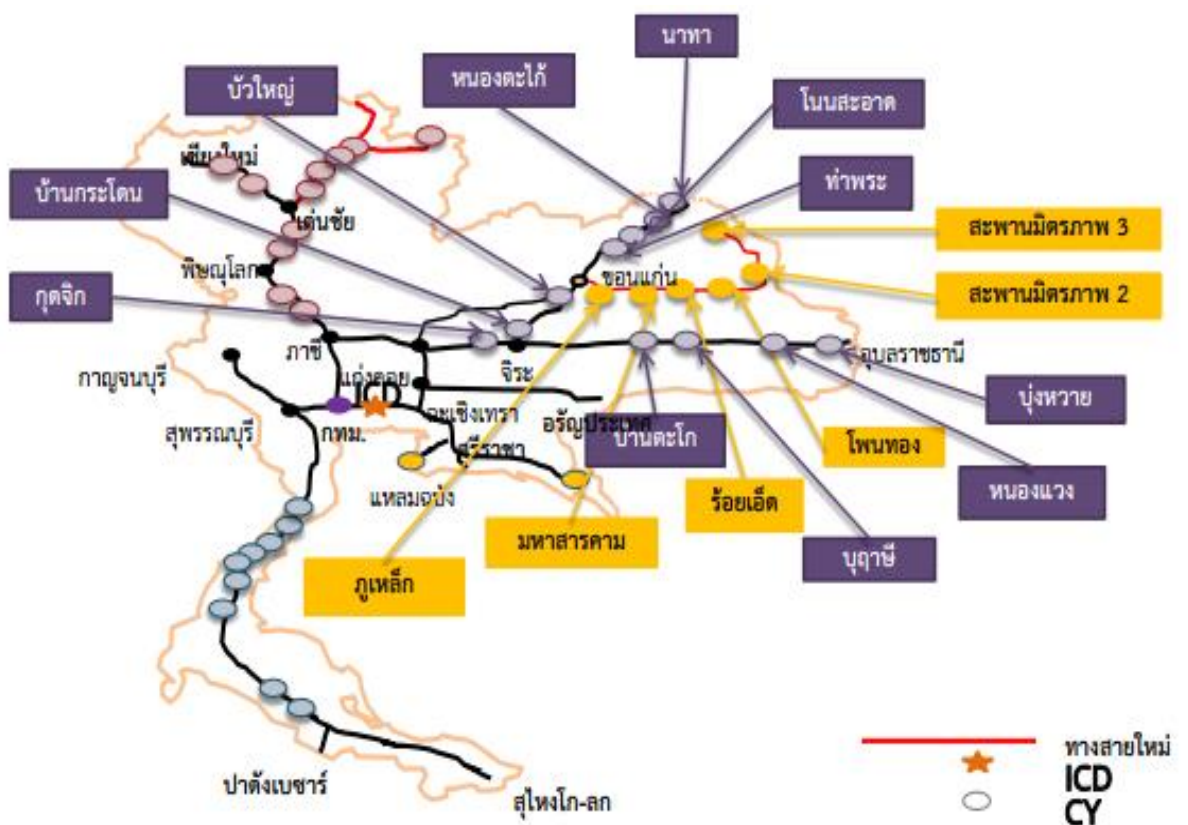 นาทา
หนองตะไก้
บัวใหญ่
โนนสะอาด
เชียงใหม่
ท่าพระ
บ้านกระโดน
เด่นชัย
สะพานมิตรภาพ 3
พิษณุโลก
ขอนแก่น
กุดจิก
สะพานมิตรภาพ 2
ภาชี
อุบลราชธานี
กาญจนบุรี
แก่งคอย
จิระ
ICD
บุ่งหวาย
ฉะเชิงเทรา
อรัญประเทศ
สุพรรณบุรี
กทม.
บ้านตะโก
โพนทอง
ศรีราชา
หนองแวง
แหลมฉบัง
ร้อยเอ็ด
มหาสารคาม
บุฤาษี
ภูเหล็ก
ทางสายใหม่
ICD
CY
ปาดังเบซาร์
สุไหงโก-ลก